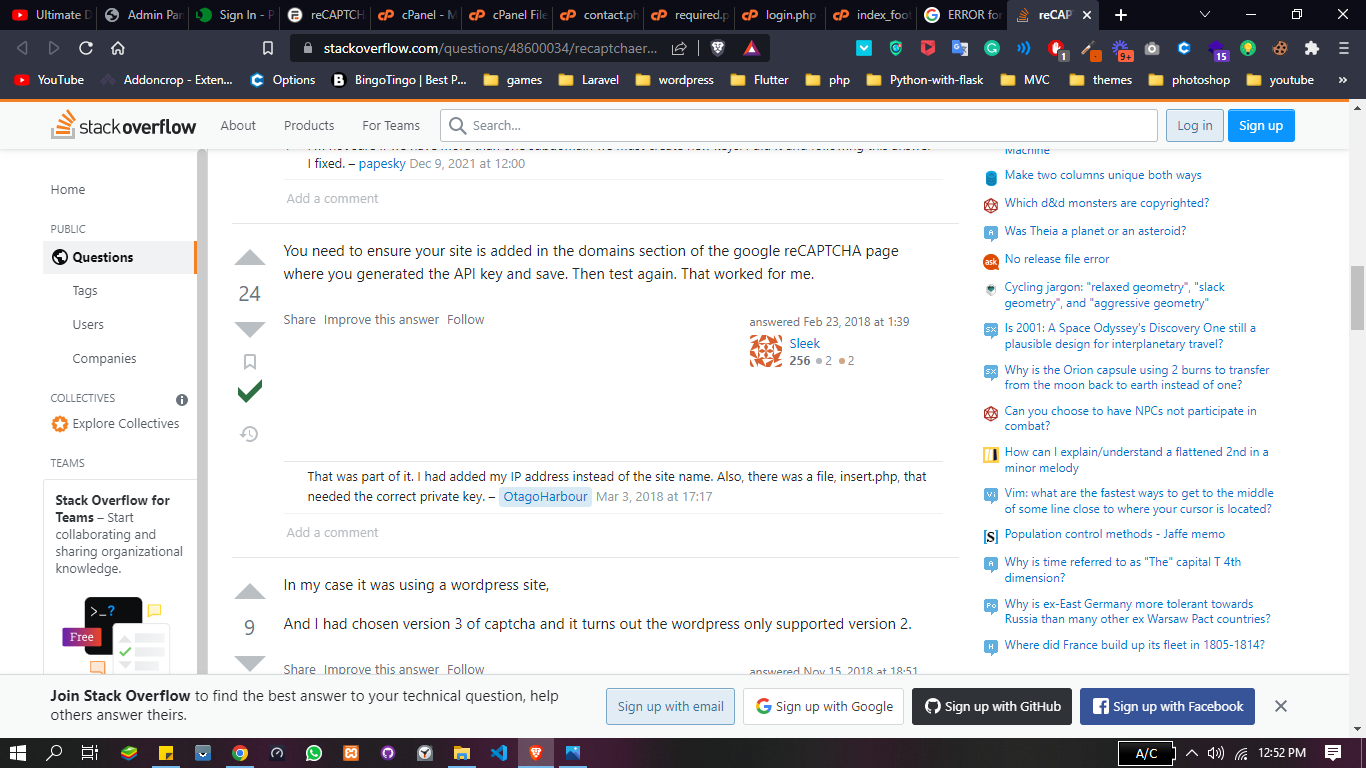 Ultimate D
Admin Par
Sign In - P
reCAPTCH
cPanel - M
cPanel File
contact.ph
required.p
login.php
index_foot
ERROR for
reCAP
stackoverflow.com/questions/48600034/recaptchaer...
1
9+
15
YouTube
Addoncrop - Exten...
Options
BingoTingo | Best P...
games
Laravel
wordpress
Flutter
php
Python-with-flask
MVC
themes
photoshop
youtube
»
stackoverflow
About
Products
For Teams
Search...
Log in
Sign up
Home
PUBLIC
Questions
Tags
Users
Companies
COLLECTIVES
Explore Collectives
TEAMS
Stack Overflow for
Teams – Start
collaborating and
sharing organizational
knowledge.
>_?
Free
I fixed. – papesky Dec 9, 2021 at 12:00
Add a comment
24
You need to ensure your site is added in the domains section of the google reCAPTCHA page
where you generated the API key and save. Then test again. That worked for me.
Share Improve this answer Follow
answered Feb 23, 2018 at 1:39
Sleek
256 2 2
That was part of it. I had added my IP address instead of the site name. Also, there was a file, insert.php, that
needed the correct private key. – OtagoHarbour Mar 3, 2018 at 17:17
Add a comment
9
In my case it was using a wordpress site,
And I had chosen version 3 of captcha and it turns out the wordpress only supported version 2.
Share Improve this answer Follow
answered Nov 15, 2018 at 18:51
Machine
Make two columns unique both ways
Which d&d monsters are copyrighted?
Was Theia a planet or an asteroid?
No release file error
Cycling jargon: "relaxed geometry", "slack
geometry", and "aggressive geometry"
Is 2001: A Space Odyssey's Discovery One still a
plausible design for interplanetary travel?
Why is the Orion capsule using 2 burns to transfer
from the moon back to earth instead of one?
Can you choose to have NPCs not participate in
combat?
How can I explain/understand a flattened 2nd in a
minor melody
Vim: what are the fastest ways to get to the middle
of some line close to where your cursor is located?
Population control methods - Jaffe memo
Why is time referred to as "The" capital T 4th
dimension?
Why is ex-East Germany more tolerant towards
Russia than many other ex Warsaw Pact countries?
Where did France build up its fleet in 1805-1814?
Join Stack Overflow to find the best answer to your technical question, help
others answer theirs.
Sign up with email
Sign up with Google
Sign up with GitHub
Sign up with Facebook
A/C
12:52 PM